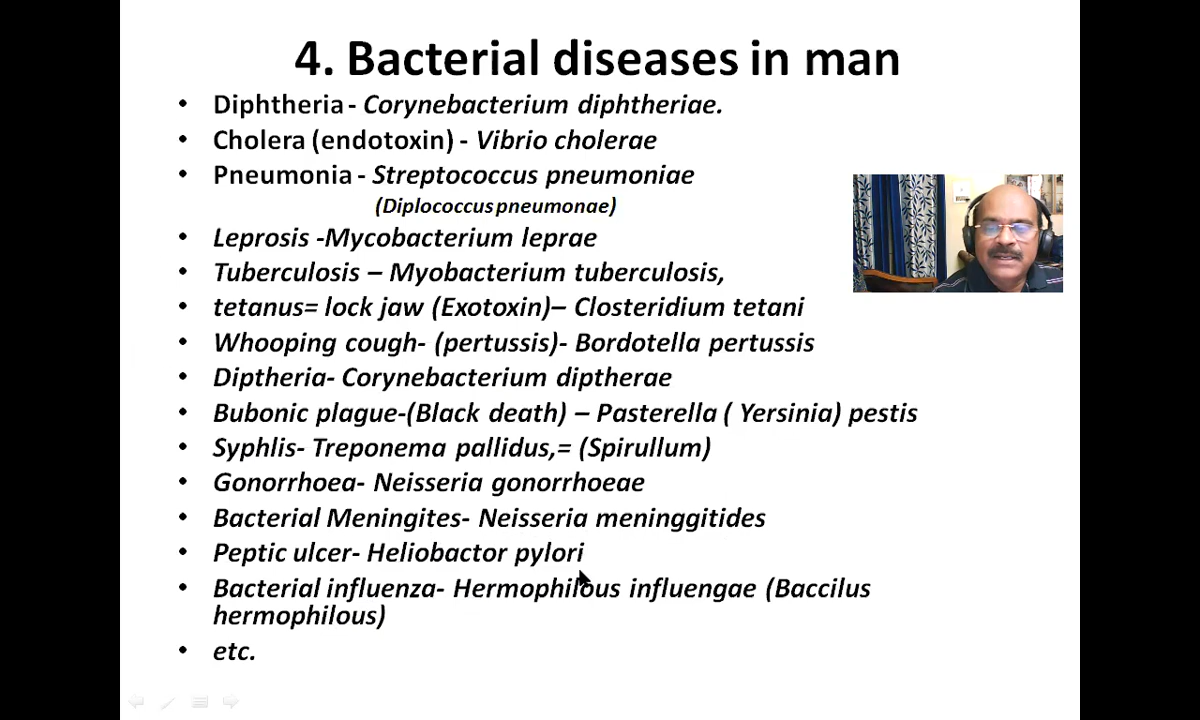 4. Bacterial diseases in man
• Diphtheria - Corynebacterium diphtheriae.
• Cholera (endotoxin) - Vibrio cholerae
• Pneumonia - Streptococcus pneumoniae
(Diplococcus pneumonae)
• Leprosis -Mycobacterium leprae
• Tuberculosis – Myobacterium tuberculosis,
• tetanus= lock jaw (Exotoxin)– Closteridium tetani
• Whooping cough- (pertussis)- Bordotella pertussis
• Diptheria- Corynebacterium diptherae
• Bubonic plague-(Black death) – Pasterella ( Yersinia) pestis
• Syphlis- Treponema pallidus,= (Spirullum)
• Gonorrhoea- Neisseria gonorrhoeae
• Bacterial Meningites- Neisseria meninggitides
• Peptic ulcer- Heliobactor pylori
• Bacterial influenza- Hermophilous influengae (Baccilus
hermophilous)
• etc.